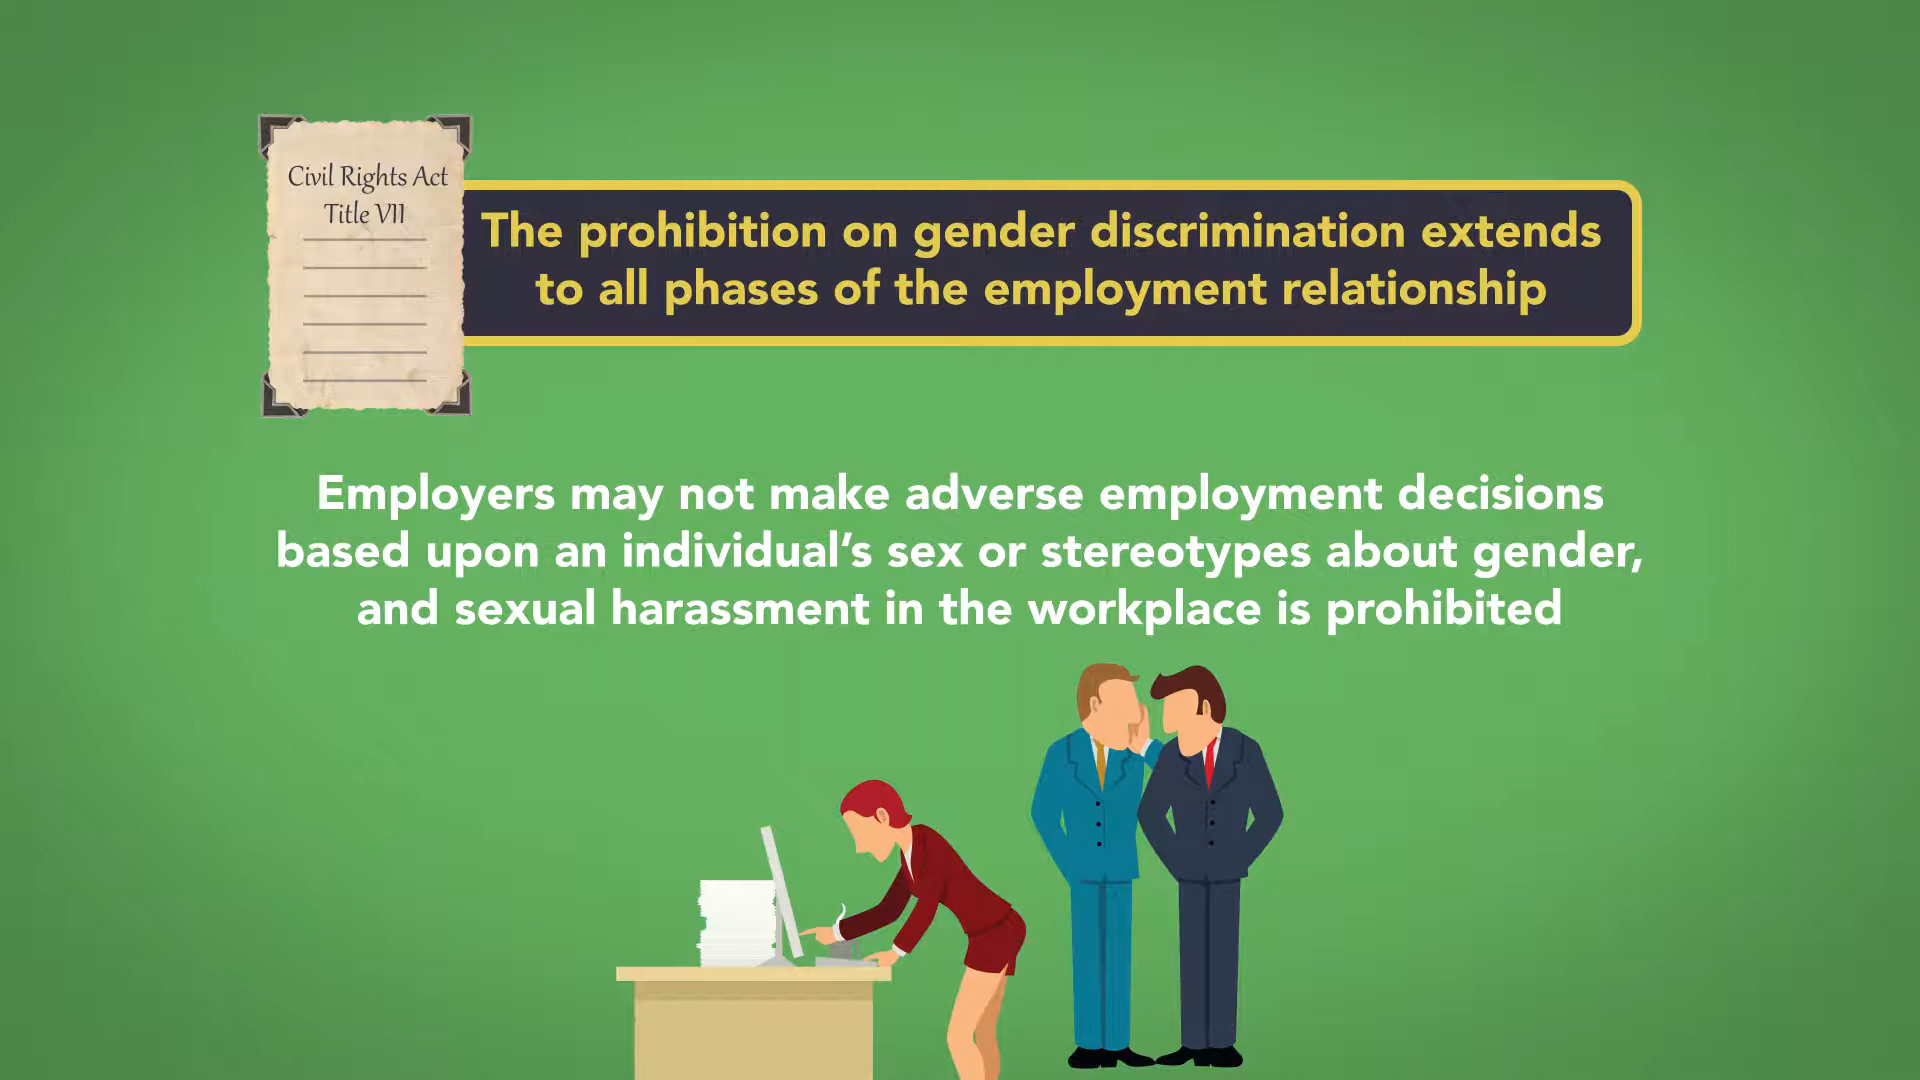 Civil Rights Act
Title VII
The prohibition on gender discrimination extends
to all phases of the employment relationship
Employers may not make adverse employment decisions
based upon an individual’s sex or stereotypes about gender,
and sexual harassment in the workplace is prohibited